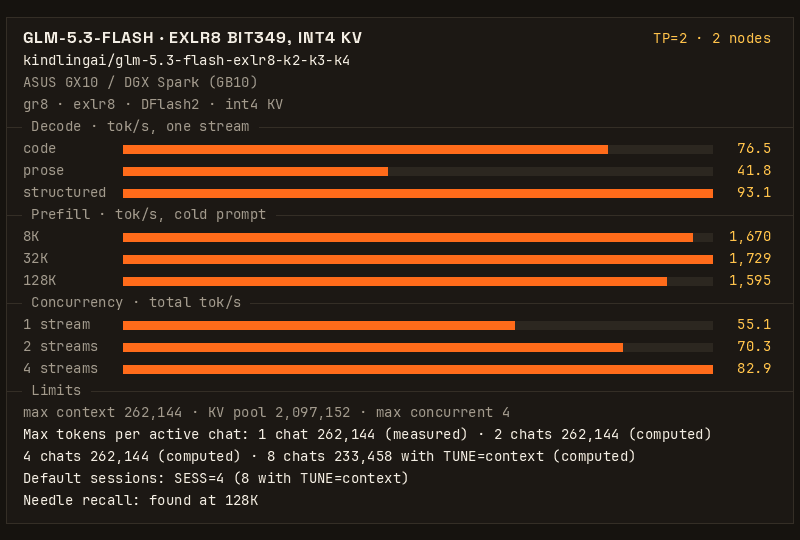 GLM-5.3-FLASH · EXLR8 BIT349, INT4 KV
TP=2 · 2 nodes
kindlingai/glm-5.3-flash-exlr8-k2-k3-k4
ASUS GX10 / DGX Spark (GB10)
gr8 · exlr8 · DFlash2 · int4 KV
Decode · tok/s, one stream
code 76.5
prose 41.8
structured 93.1
Prefill · tok/s, cold prompt
8K 1,670
32K 1,729
128K 1,595
Concurrency · total tok/s
1 stream 55.1
2 streams 70.3
4 streams 82.9
Limits
max context 262,144 · KV pool 2,097,152 · max concurrent 4
Max tokens per active chat: 1 chat 262,144 (measured) · 2 chats 262,144 (computed)
4 chats 262,144 (computed) · 8 chats 233,458 with TUNE=context (computed)
Default sessions: SESS=4 (8 with TUNE=context)
Needle recall: found at 128K